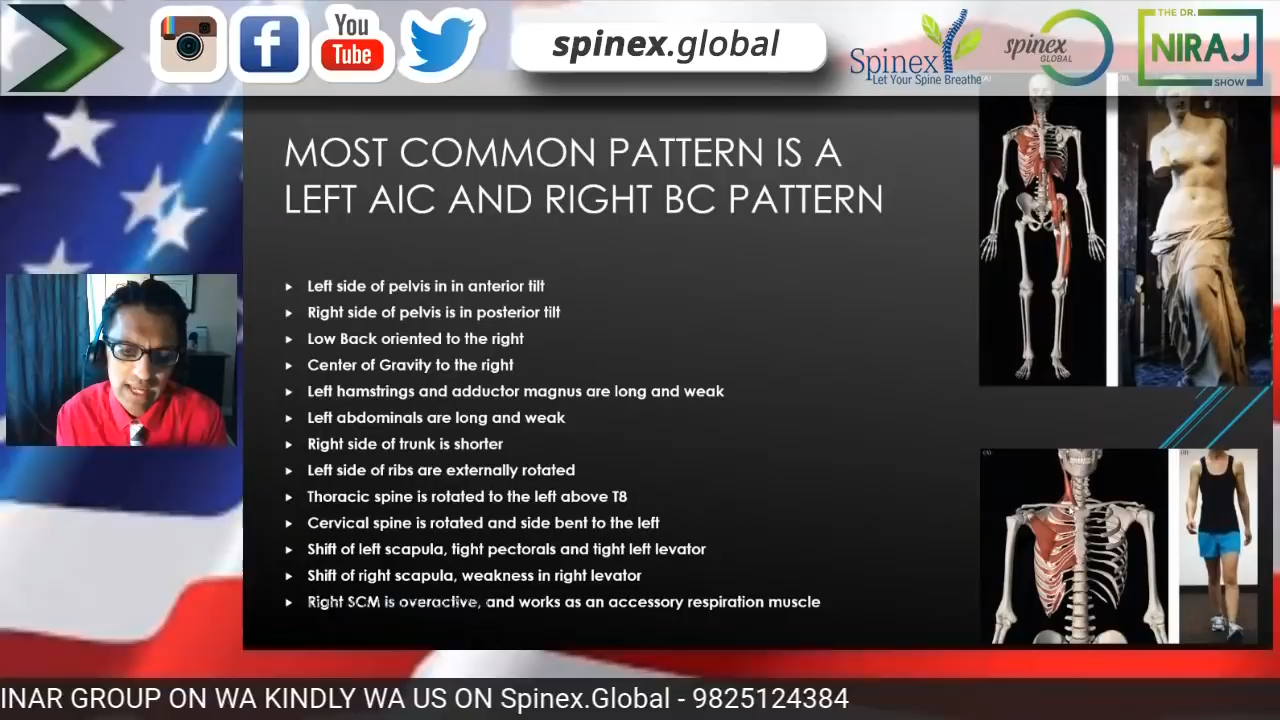 You
Tube
spinex.global
Spinex
Let Your Spine Breathe
spinex
GLOBAL
THE DR.
NIRAJ
SHOW
MOST COMMON PATTERN IS A
LEFT AIC AND RIGHT BC PATTERN
Left side of pelvis in in anterior tilt
Right side of pelvis is in posterior tilt
Low Back oriented to the right
Center of Gravity to the right
Left hamstrings and adductor magnus are long and weak
Left abdominals are long and weak
Right side of trunk is shorter
Left side of ribs are externally rotated
Thoracic spine is rotated to the left above T8
Cervical spine is rotated and side bent to the left
Shift of left scapula, tight pectorals and tight left levator
Shift of right scapula, weakness in right levator
Right SCM is overactive, and works as an accessory respiration muscle
(A)
(B)
INAR GROUP ON WA KINDLY WA US ON Spinex.Global - 9825124384